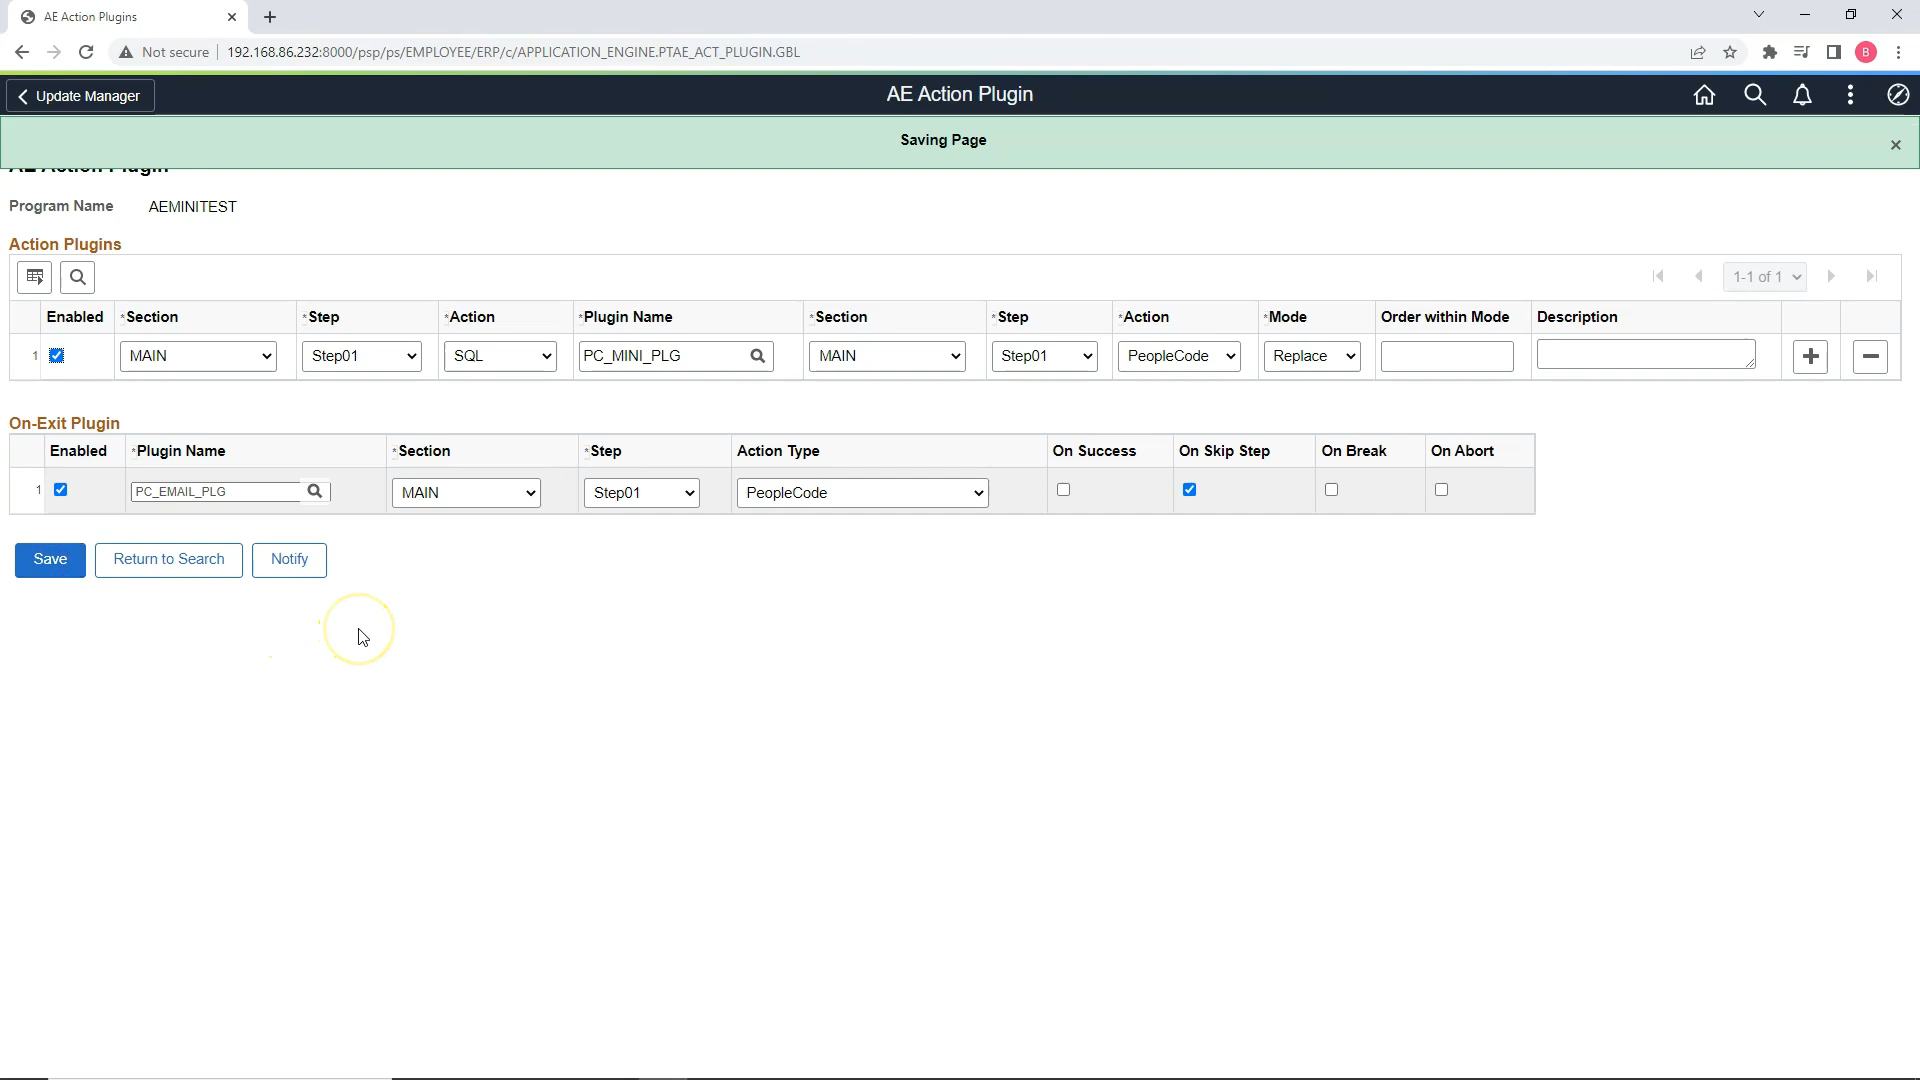 AE Action Plugins
Not secure 192.168.86.232:8000/psp/ps/EMPLOYEE/ERP/c/APPLICATION_ENGINE.PTAE_ACT_PLUGIN.GBL B
Update Manager AE Action Plugin
Saving Page
AE Action Plugin
Program Name AEMINITEST
Action Plugins
1-1 of 1
Enabled *Section *Step *Action *Plugin Name *Section *Step *Action *Mode Order within Mode Description
1 MAIN Step01 SQL PC_MINI_PLG MAIN Step01 PeopleCode Replace
On-Exit Plugin
Enabled *Plugin Name *Section *Step Action Type On Success On Skip Step On Break On Abort
1 PC_EMAIL_PLG MAIN Step01 PeopleCode
Save Return to Search Notify